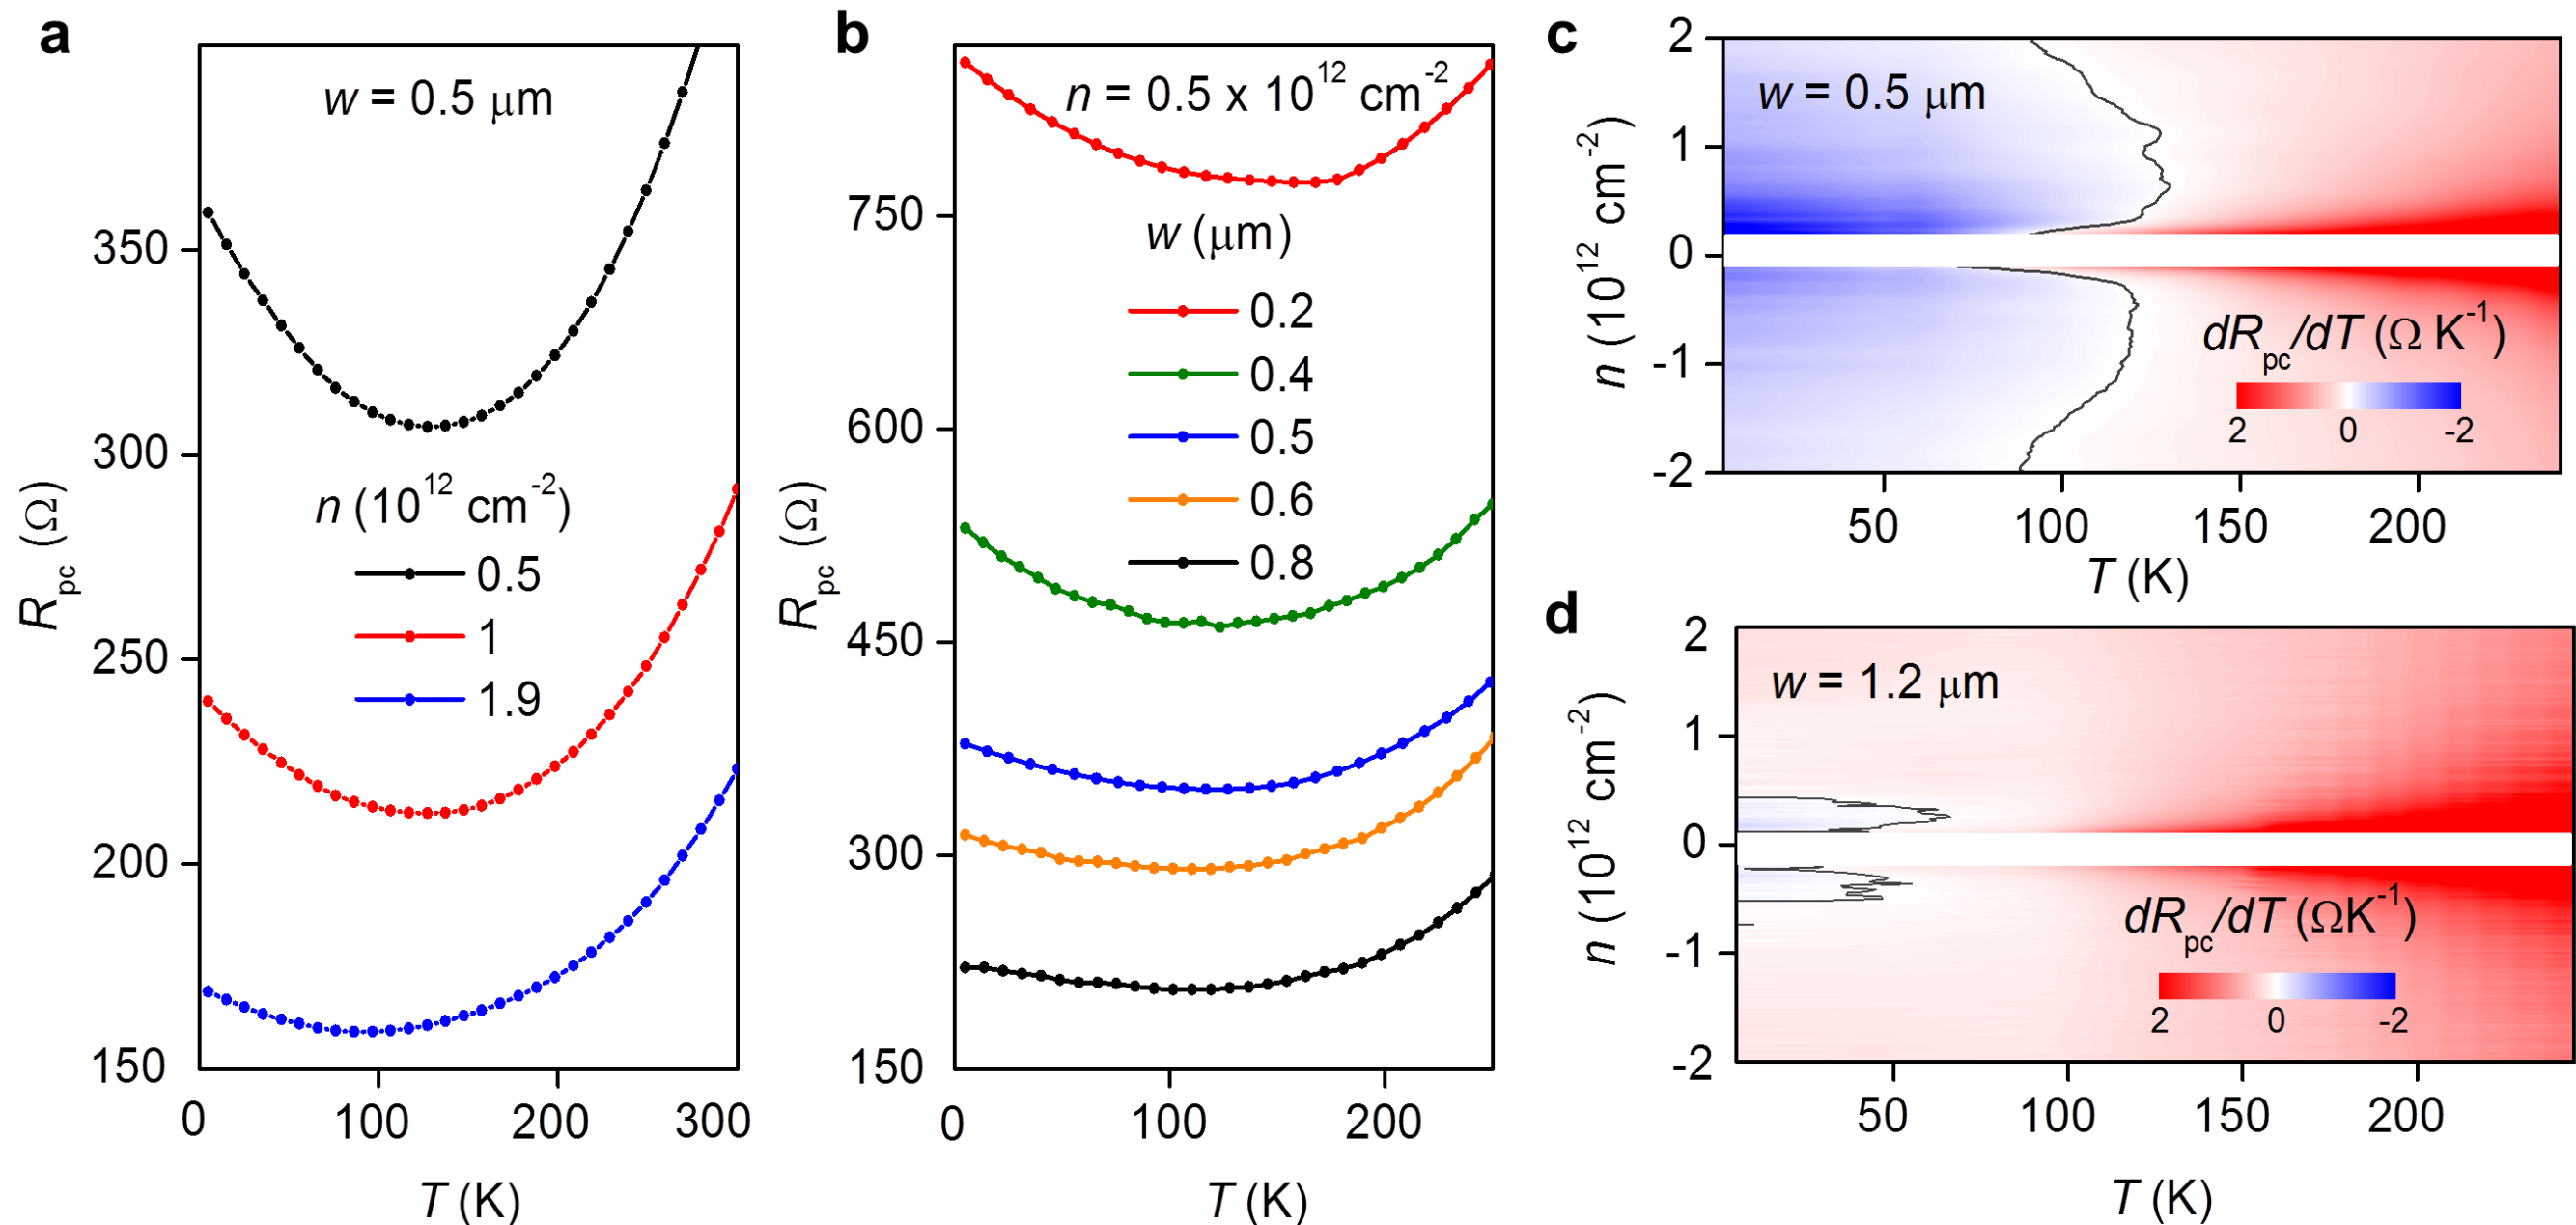 a
w = 0.5 μm
350
300
250
200
150
n (10^12 cm^-2)
0.5
1
1.9
R_pc (Ω)
0
100
200
300
T (K)
b
n = 0.5 x 10^12 cm^-2
750
600
450
300
150
w (μm)
0.2
0.4
0.5
0.6
0.8
R_pc (Ω)
0
100
200
T (K)
c
w = 0.5 μm
2
1
0
-1
-2
n (10^12 cm^-2)
dR_pc/dT (Ω K^-1)
2
0
-2
50
100
150
200
T (K)
d
w = 1.2 μm
2
1
0
-1
-2
n (10^12 cm^-2)
dR_pc/dT (ΩK^-1)
2
0
-2
50
100
150
200
T (K)